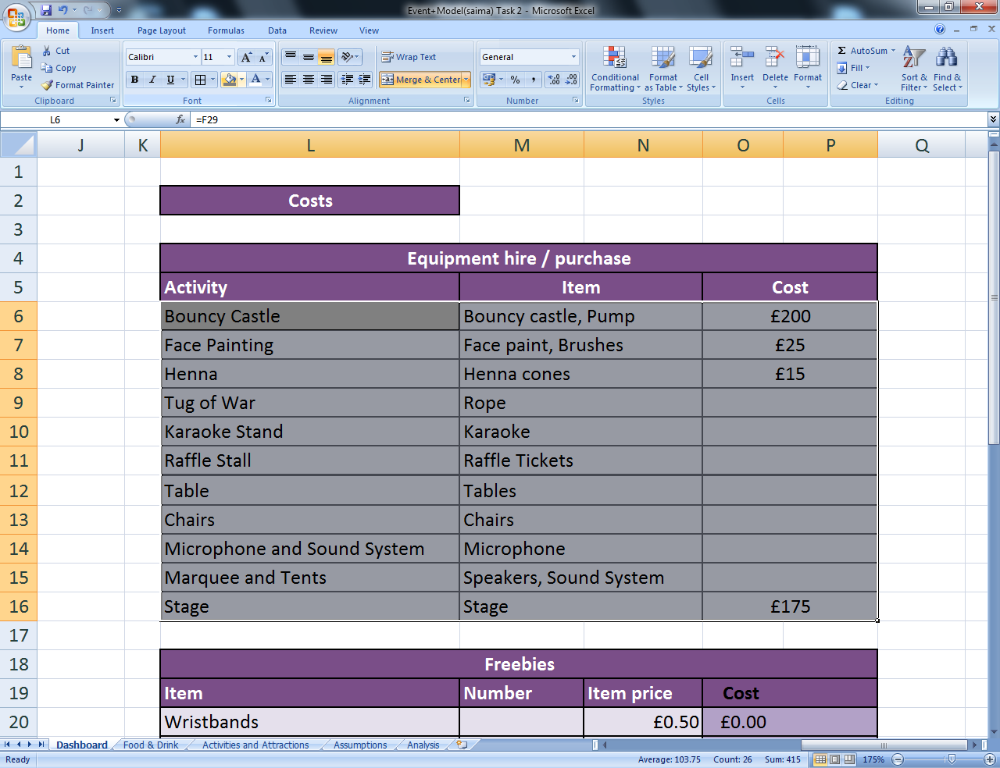 Event+Model(saima) Task 2 - Microsoft Excel
Home Insert Page Layout Formulas Data Review View
Paste
Cut
Copy
Format Painter
Clipboard
Calibri 11
B I U
Font
Wrap Text
Merge & Center
Alignment
General
% ,
Number
Conditional Formatting
Format as Table
Cell Styles
Styles
Insert Delete Format
Cells
Σ AutoSum
Fill
Clear
Sort & Filter
Find & Select
Editing
L6 fx =F29
J K L M N O P Q
1
2 Costs
3
4 Equipment hire / purchase
5 Activity Item Cost
6 Bouncy Castle Bouncy castle, Pump £200
7 Face Painting Face paint, Brushes £25
8 Henna Henna cones £15
9 Tug of War Rope
10 Karaoke Stand Karaoke
11 Raffle Stall Raffle Tickets
12 Table Tables
13 Chairs Chairs
14 Microphone and Sound System Microphone
15 Marquee and Tents Speakers, Sound System
16 Stage Stage £175
17
18 Freebies
19 Item Number Item price Cost
20 Wristbands £0.50 £0.00
Dashboard Food & Drink Activities and Attractions Assumptions Analysis
Ready Average: 103.75 Count: 26 Sum: 415 175%